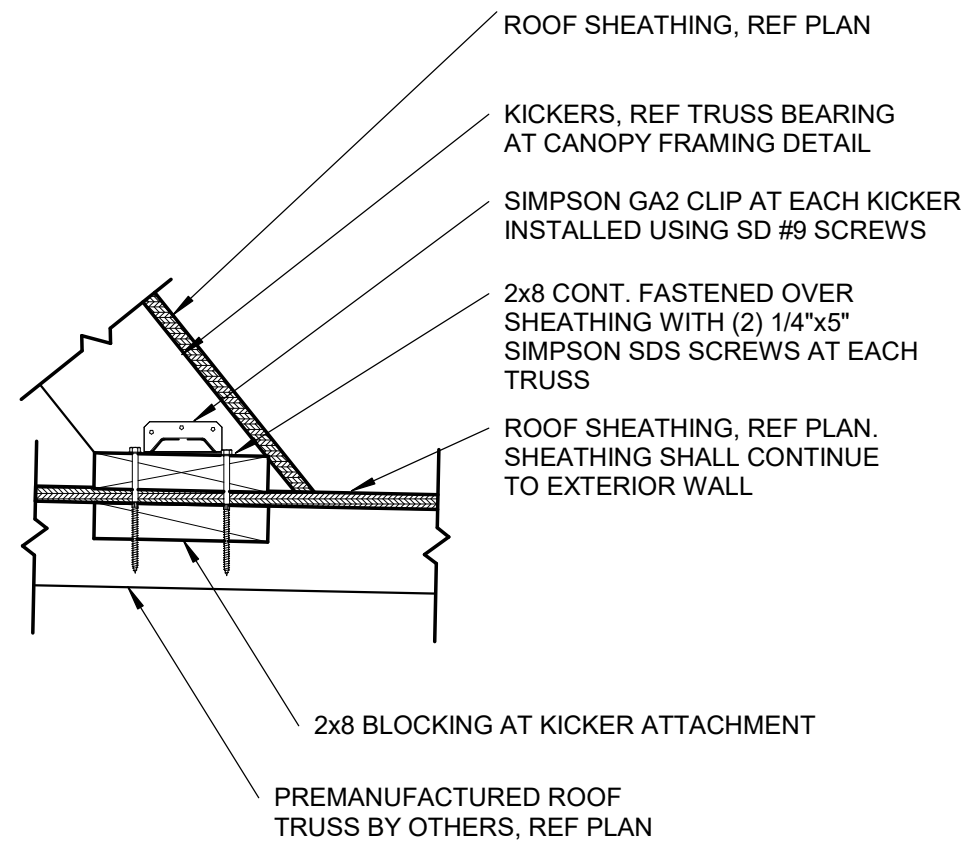 ROOF SHEATHING, REF PLAN
KICKERS, REF TRUSS BEARING
AT CANOPY FRAMING DETAIL
SIMPSON GA2 CLIP AT EACH KICKER
INSTALLED USING SD #9 SCREWS
2x8 CONT. FASTENED OVER
SHEATHING WITH (2) 1/4"x5"
SIMPSON SDS SCREWS AT EACH
TRUSS
ROOF SHEATHING, REF PLAN.
SHEATHING SHALL CONTINUE
TO EXTERIOR WALL
2x8 BLOCKING AT KICKER ATTACHMENT
PREMANUFACTURED ROOF
TRUSS BY OTHERS, REF PLAN